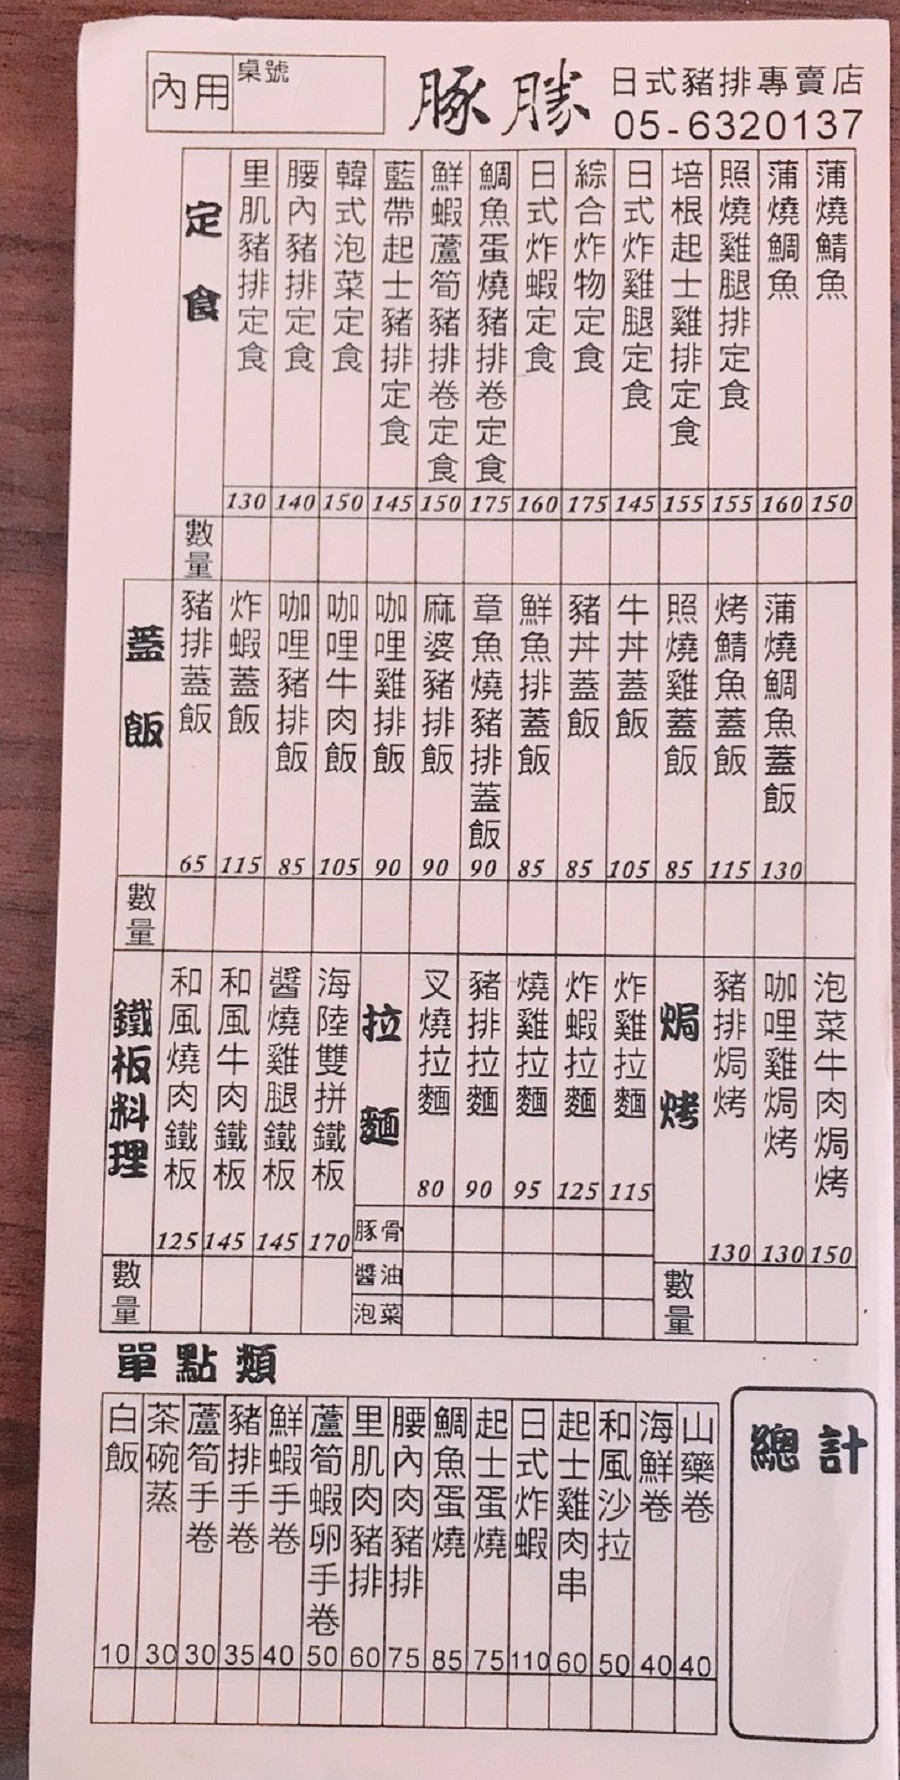 內用
桌號
豚勝
日式豬排專賣店
05-6320137
定食
里肌豬排定食
130
腰內豬排定食
140
韓式泡菜定食
150
藍帶起士豬排定食
145
鮮蝦蘆筍豬排卷定食
150
鯛魚蛋燒豬排卷定食
175
日式炸蝦定食
160
綜合炸物定食
175
日式炸雞腿定食
145
培根起士雞排定食
155
照燒雞腿排定食
155
蒲燒鯛魚
160
蒲燒鯖魚
150
數量
蓋飯
豬排蓋飯
65
炸蝦蓋飯
115
咖哩豬排飯
85
咖哩牛肉飯
105
咖哩雞排飯
90
麻婆豬排飯
90
章魚燒豬排蓋飯
90
鮮魚排蓋飯
85
豬丼蓋飯
85
牛丼蓋飯
105
照燒雞蓋飯
85
烤鯖魚蓋飯
115
蒲燒鯛魚蓋飯
130
數量
鐵板料理
和風燒肉鐵板
125
和風牛肉鐵板
145
醬燒雞腿鐵板
145
海陸雙拼鐵板
170
數量
拉麵
叉燒拉麵
80
豬排拉麵
90
燒雞拉麵
95
炸蝦拉麵
125
炸雞拉麵
115
豚骨
醬油
泡菜
焗烤
豬排焗烤
130
咖哩雞焗烤
130
泡菜牛肉焗烤
150
數量
單點類
白飯
10
茶碗蒸
30
蘆筍手卷
30
豬排手卷
35
鮮蝦手卷
40
蘆筍蝦卵手卷
50
里肌肉豬排
60
腰內肉豬排
75
鯛魚蛋燒
85
起士蛋燒
75
日式炸蝦
110
起士雞肉串
60
和風沙拉
50
海鮮卷
40
山藥卷
40
總計